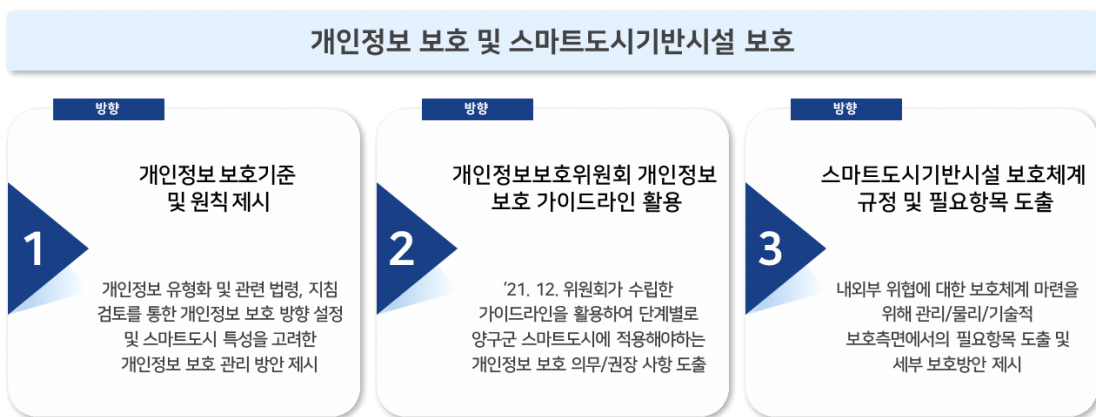 개인정보 보호 및 스마트도시기반시설 보호
방향
1
개인정보 보호기준
및 원칙 제시
개인정보 유형화 및 관련 법령, 지침
검토를 통한 개인정보 보호 방향 설정
및 스마트도시 특성을 고려한
개인정보 보호 관리 방안 제시
방향
2
개인정보보호위원회 개인정보
보호 가이드라인 활용
’21. 12. 위원회가 수립한
가이드라인을 활용하여 단계별로
양구군 스마트도시에 적용해야하는
개인정보 보호 의무/권장 사항 도출
방향
3
스마트도시기반시설 보호체계
규정 및 필요항목 도출
내외부 위협에 대한 보호체계 마련을
위해 관리/물리/기술적
보호측면에서의 필요항목 도출 및
세부 보호방안 제시